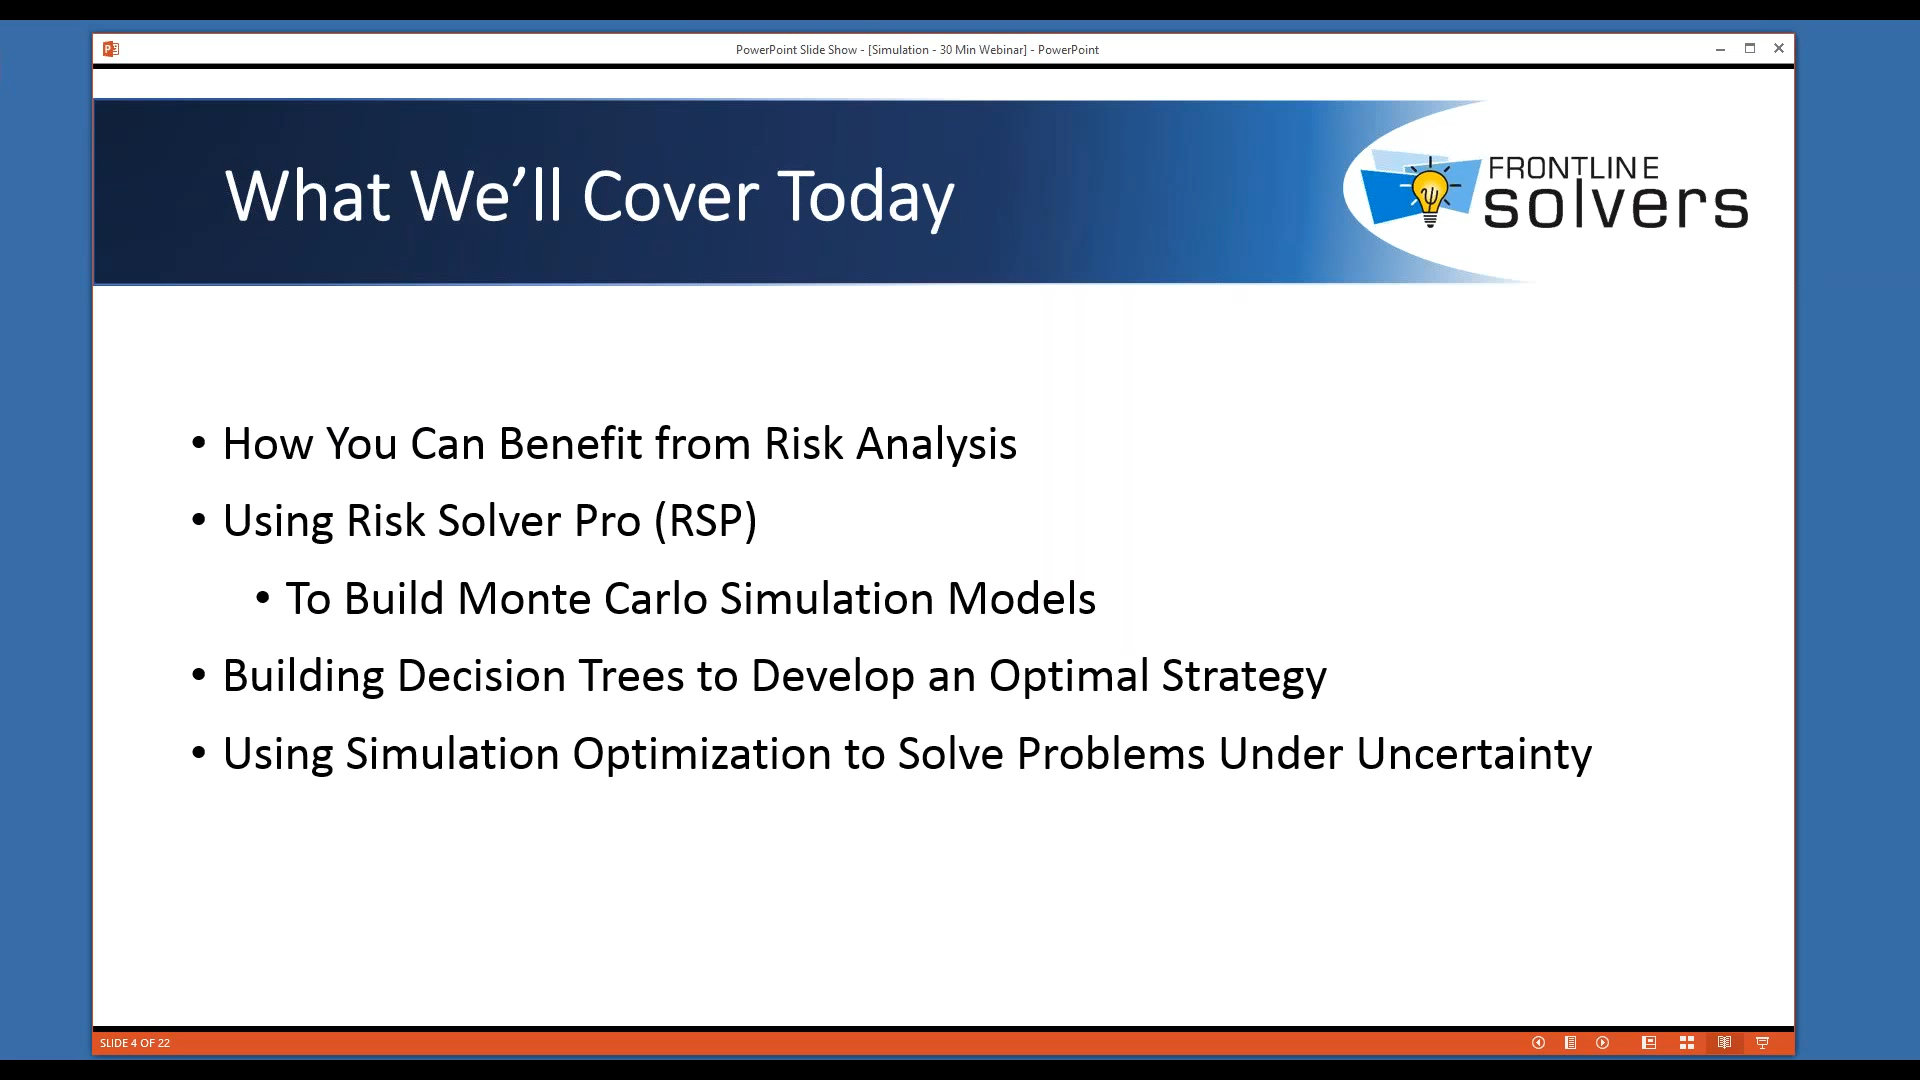 PowerPoint Slide Show - [Simulation - 30 Min Webinar] - PowerPoint
What We’ll Cover Today
FRONTLINE
solvers
• How You Can Benefit from Risk Analysis
• Using Risk Solver Pro (RSP)
• To Build Monte Carlo Simulation Models
• Building Decision Trees to Develop an Optimal Strategy
• Using Simulation Optimization to Solve Problems Under Uncertainty
SLIDE 4 OF 22